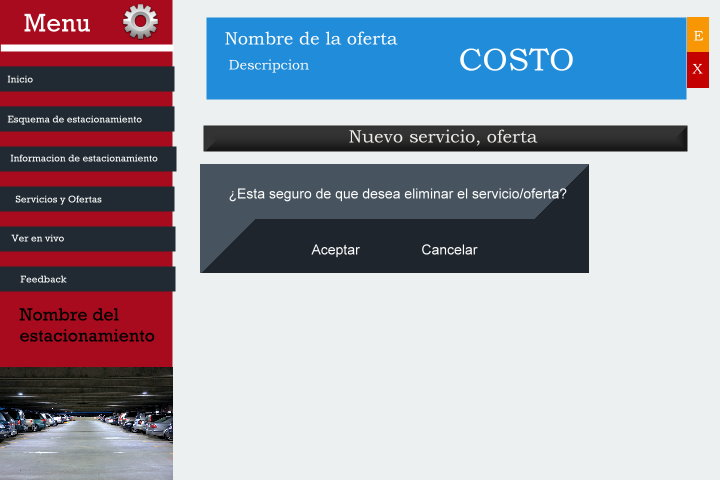 Menu
Inicio
Esquema de estacionamiento
Informacion de estacionamiento
Servicios y Ofertas
Ver en vivo
Feedback
Nombre del
estacionamiento
Nombre de la oferta
Descripcion
COSTO
E
X
Nuevo servicio, oferta
¿Esta seguro de que desea eliminar el servicio/oferta?
Aceptar
Cancelar